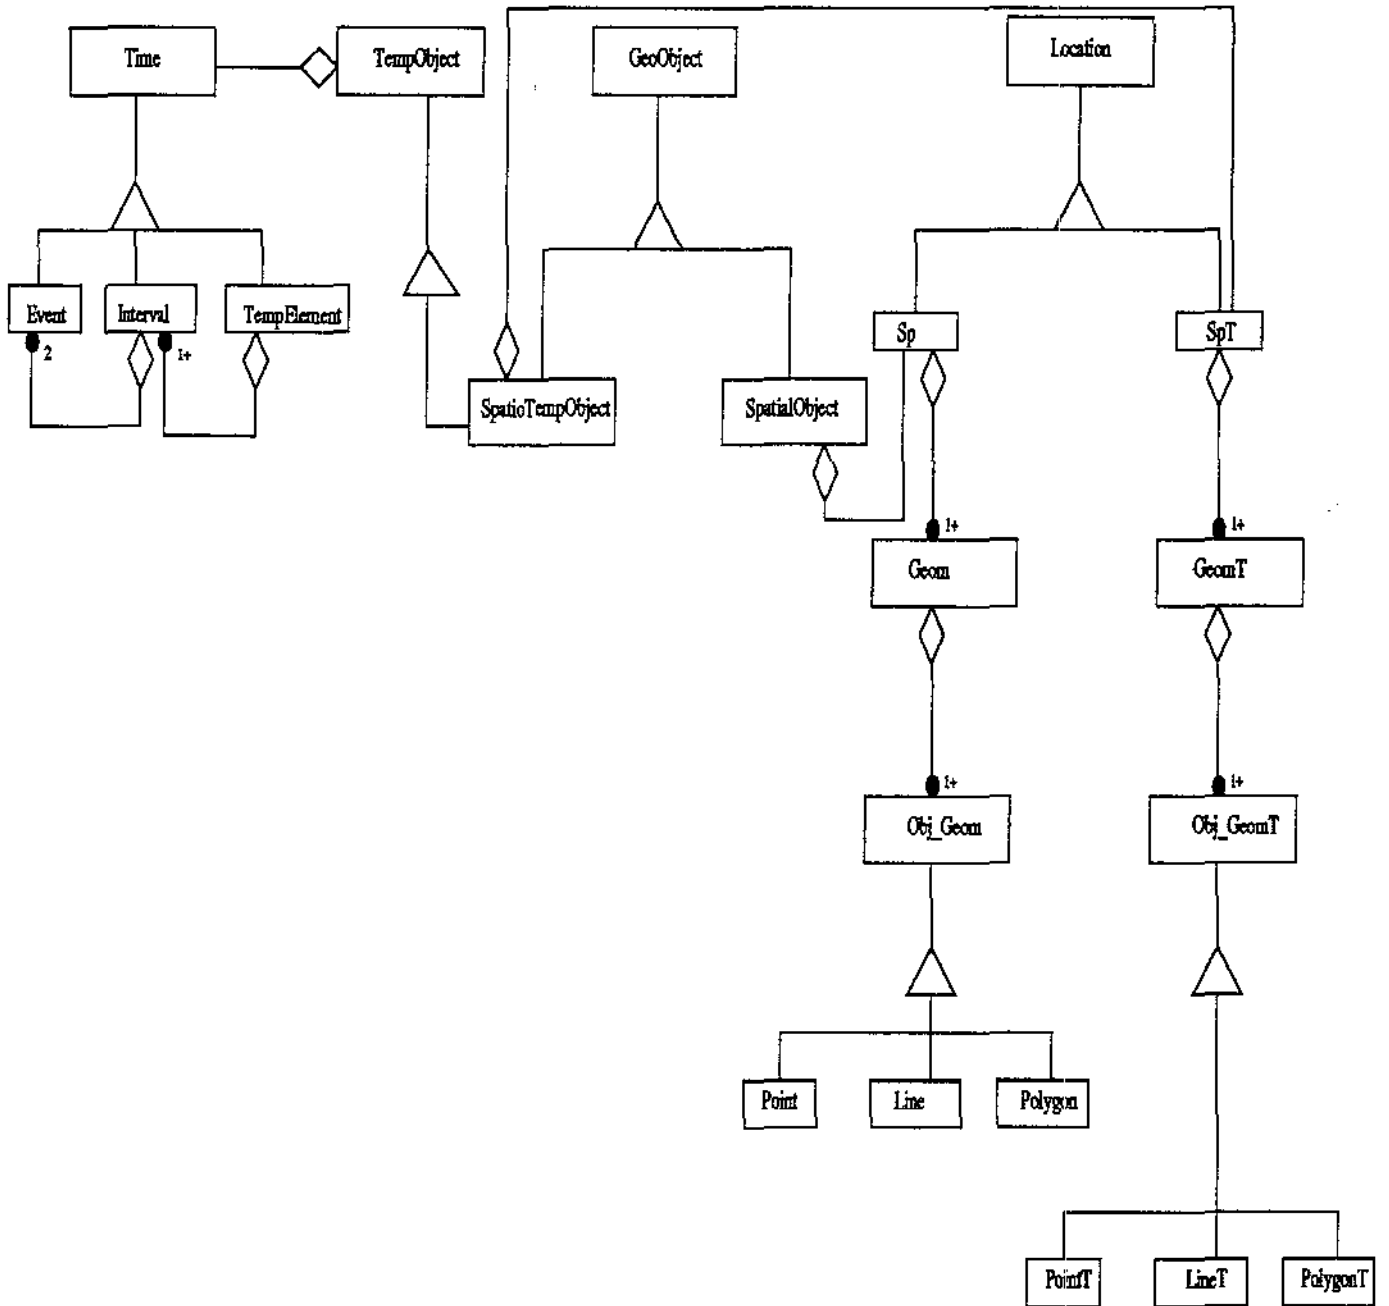 Time
TempObject
GeoObject
Location
Event
Interval
TempElement
2
1+
Sp
SpT
SpatioTempObject
SpatialObject
1+
1+
Geom
GeomT
1+
1+
Obj_Geom
Obj_GeomT
Point
Line
Polygon
PointT
LineT
PolygonT